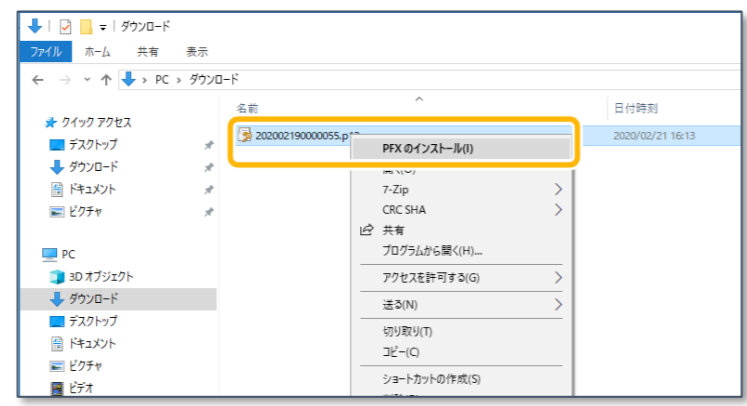 ダウンロード
ファイル ホーム 共有 表示
PC › ダウンロード
名前 日付時刻
クイック アクセス
デスクトップ
ダウンロード
ドキュメント
ピクチャ
PC
3D オブジェクト
ダウンロード
デスクトップ
ドキュメント
ピクチャ
ビデオ
202002190000055.p12 2020/02/21 16:13
PFX のインストール(I)
7-Zip
CRC SHA
共有
プログラムから開く(H)...
アクセスを許可する(G)
送る(N)
切り取り(T)
コピー(C)
ショートカットの作成(S)